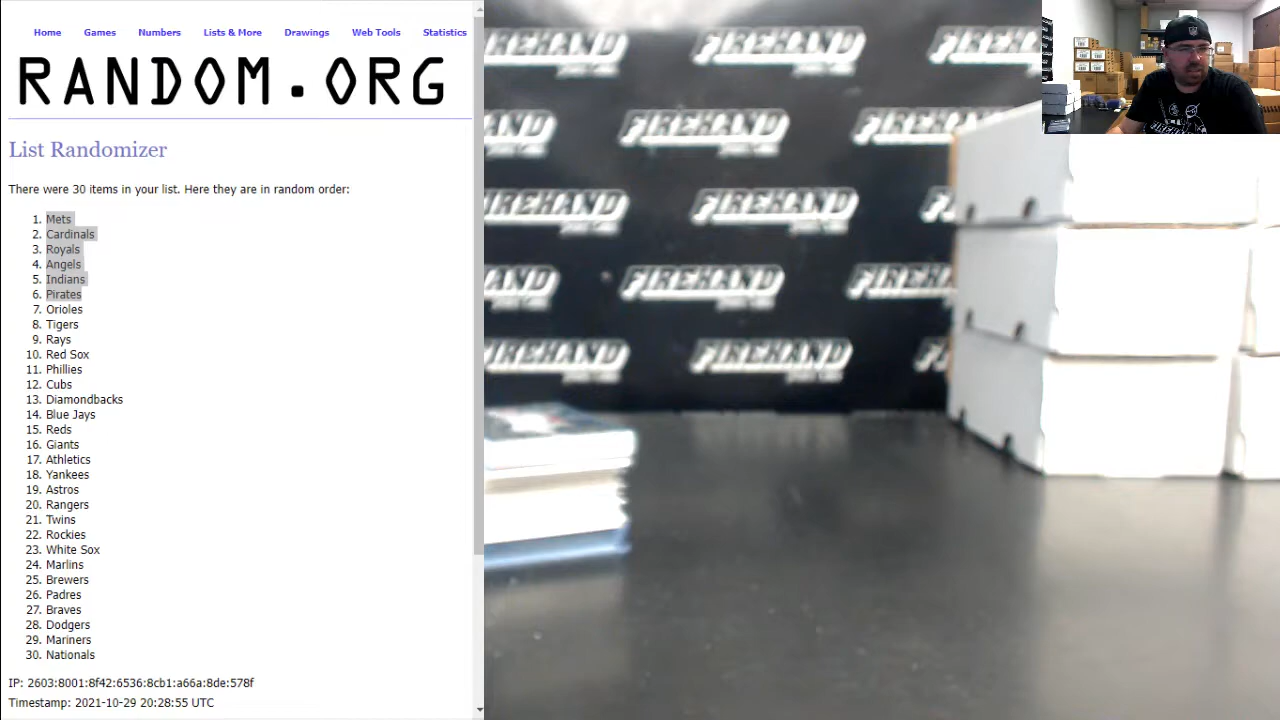 Home Games Numbers Lists & More Drawings Web Tools Statistics
RANDOM.ORG
List Randomizer
There were 30 items in your list. Here they are in random order:
1. Mets
2. Cardinals
3. Royals
4. Angels
5. Indians
6. Pirates
7. Orioles
8. Tigers
9. Rays
10. Red Sox
11. Phillies
12. Cubs
13. Diamondbacks
14. Blue Jays
15. Reds
16. Giants
17. Athletics
18. Yankees
19. Astros
20. Rangers
21. Twins
22. Rockies
23. White Sox
24. Marlins
25. Brewers
26. Padres
27. Braves
28. Dodgers
29. Mariners
30. Nationals
IP: 2603:8001:8f42:6536:8cb1:a66a:8de:578f
Timestamp: 2021-10-29 20:28:55 UTC
FIREHAND
FIREHAND
FIREHAND
FIREHAND
FIREHAND
FIREHAND
FIREHAND
FIREHAND